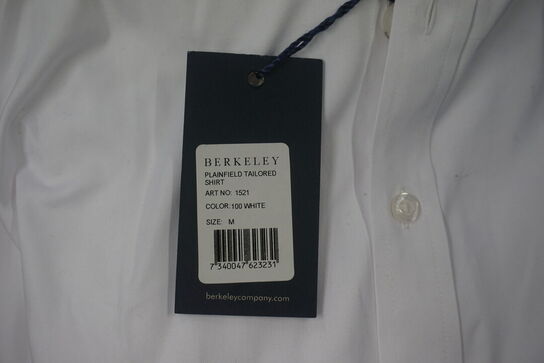 BERKELEY
PLAINFIELD TAILORED
SHIRT
ART NO: 1521
COLOR:100 WHITE
SIZE: M
7 340047 623231
berkeleycompany.com